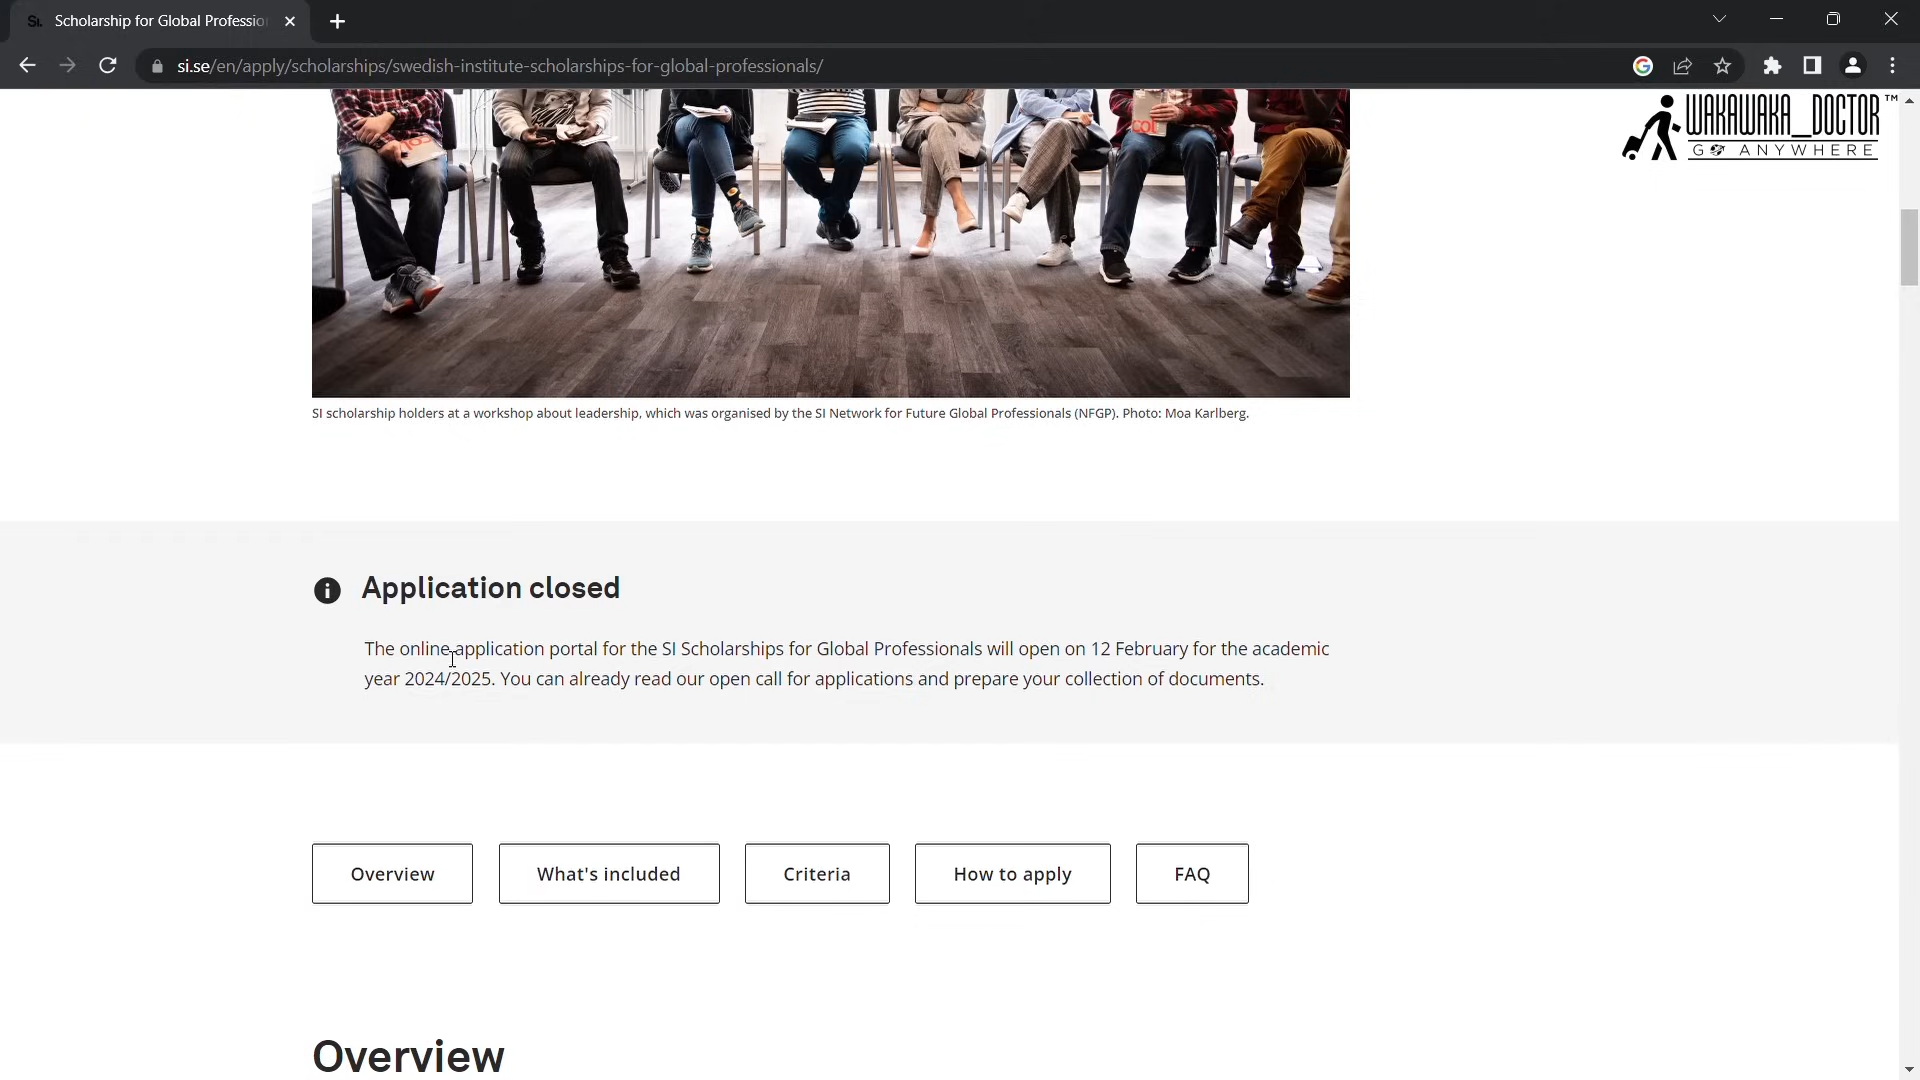 Si. Scholarship for Global Professio
si.se/en/apply/scholarships/swedish-institute-scholarships-for-global-professionals/
WAKAWAKA_DOCTOR™
GO ANYWHERE
col
SI scholarship holders at a workshop about leadership, which was organised by the SI Network for Future Global Professionals (NFGP). Photo: Moa Karlberg.
Application closed
The online application portal for the SI Scholarships for Global Professionals will open on 12 February for the academic
year 2024/2025. You can already read our open call for applications and prepare your collection of documents.
Overview What's included Criteria How to apply FAQ
Overview